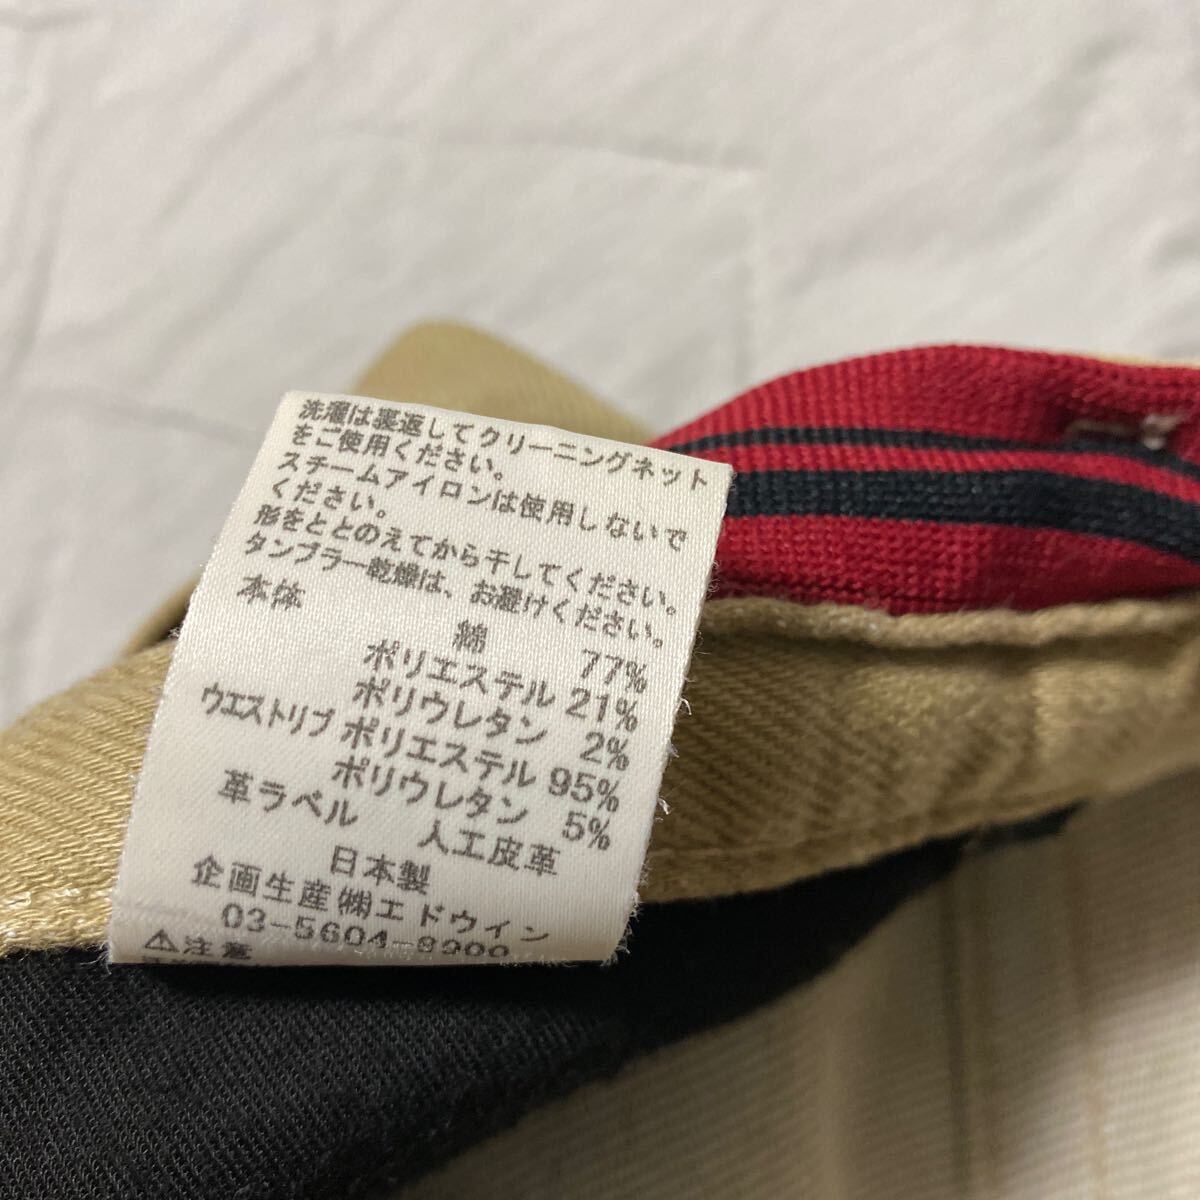 洗濯は裏返してクリーニングネット
をご使用ください。
スチームアイロンは使用しないで
ください。
形をととのえてから干してください。
タンブラー乾燥は、お避けください。
本体
綿 77%
ポリエステル 21%
ポリウレタン 2%
ウエストリブ ポリエステル 95%
ポリウレタン 5%
革ラベル 人工皮革
日本製
企画生産㈱エドウイン
03-5604-8900
⚠注意